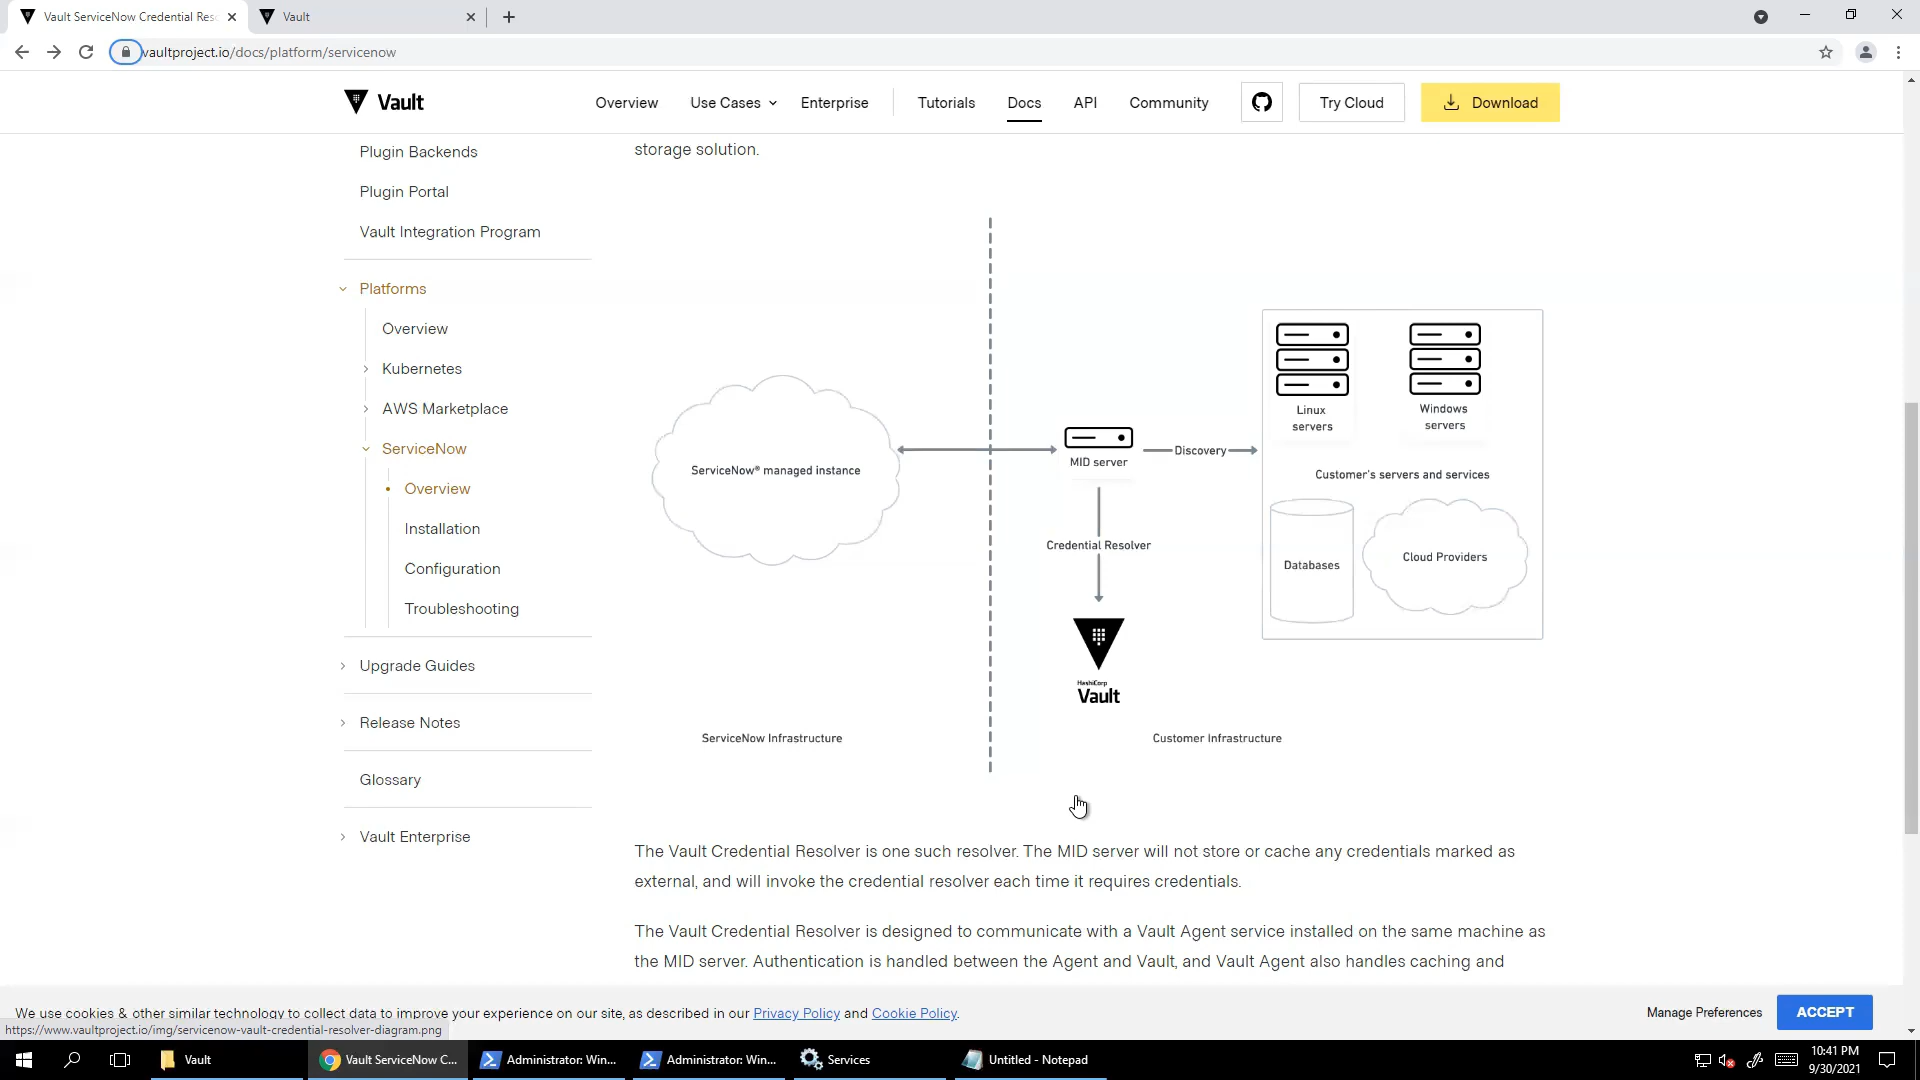 Vault ServiceNow Credential Res
Vault
vaultproject.io/docs/platform/servicenow
Vault
Overview
Use Cases
Enterprise
Tutorials
Docs
API
Community
Try Cloud
Download
Plugin Backends
Plugin Portal
Vault Integration Program
Platforms
Overview
Kubernetes
AWS Marketplace
ServiceNow
Overview
Installation
Configuration
Troubleshooting
Upgrade Guides
Release Notes
Glossary
Vault Enterprise
storage solution.
ServiceNow® managed instance
MID server
Discovery
Credential Resolver
HashiCorp
Vault
Linux
servers
Windows
servers
Customer's servers and services
Databases
Cloud Providers
ServiceNow Infrastructure
Customer Infrastructure
The Vault Credential Resolver is one such resolver. The MID server will not store or cache any credentials marked as
external, and will invoke the credential resolver each time it requires credentials.
The Vault Credential Resolver is designed to communicate with a Vault Agent service installed on the same machine as
the MID server. Authentication is handled between the Agent and Vault, and Vault Agent also handles caching and
We use cookies & other similar technology to collect data to improve your experience on our site, as described in our Privacy Policy and Cookie Policy.
Manage Preferences
ACCEPT
https://www.vaultproject.io/img/servicenow-vault-credential-resolver-diagram.png
Vault
Vault ServiceNow C...
Administrator: Win...
Administrator: Win...
Services
Untitled - Notepad
10:41 PM
9/30/2021